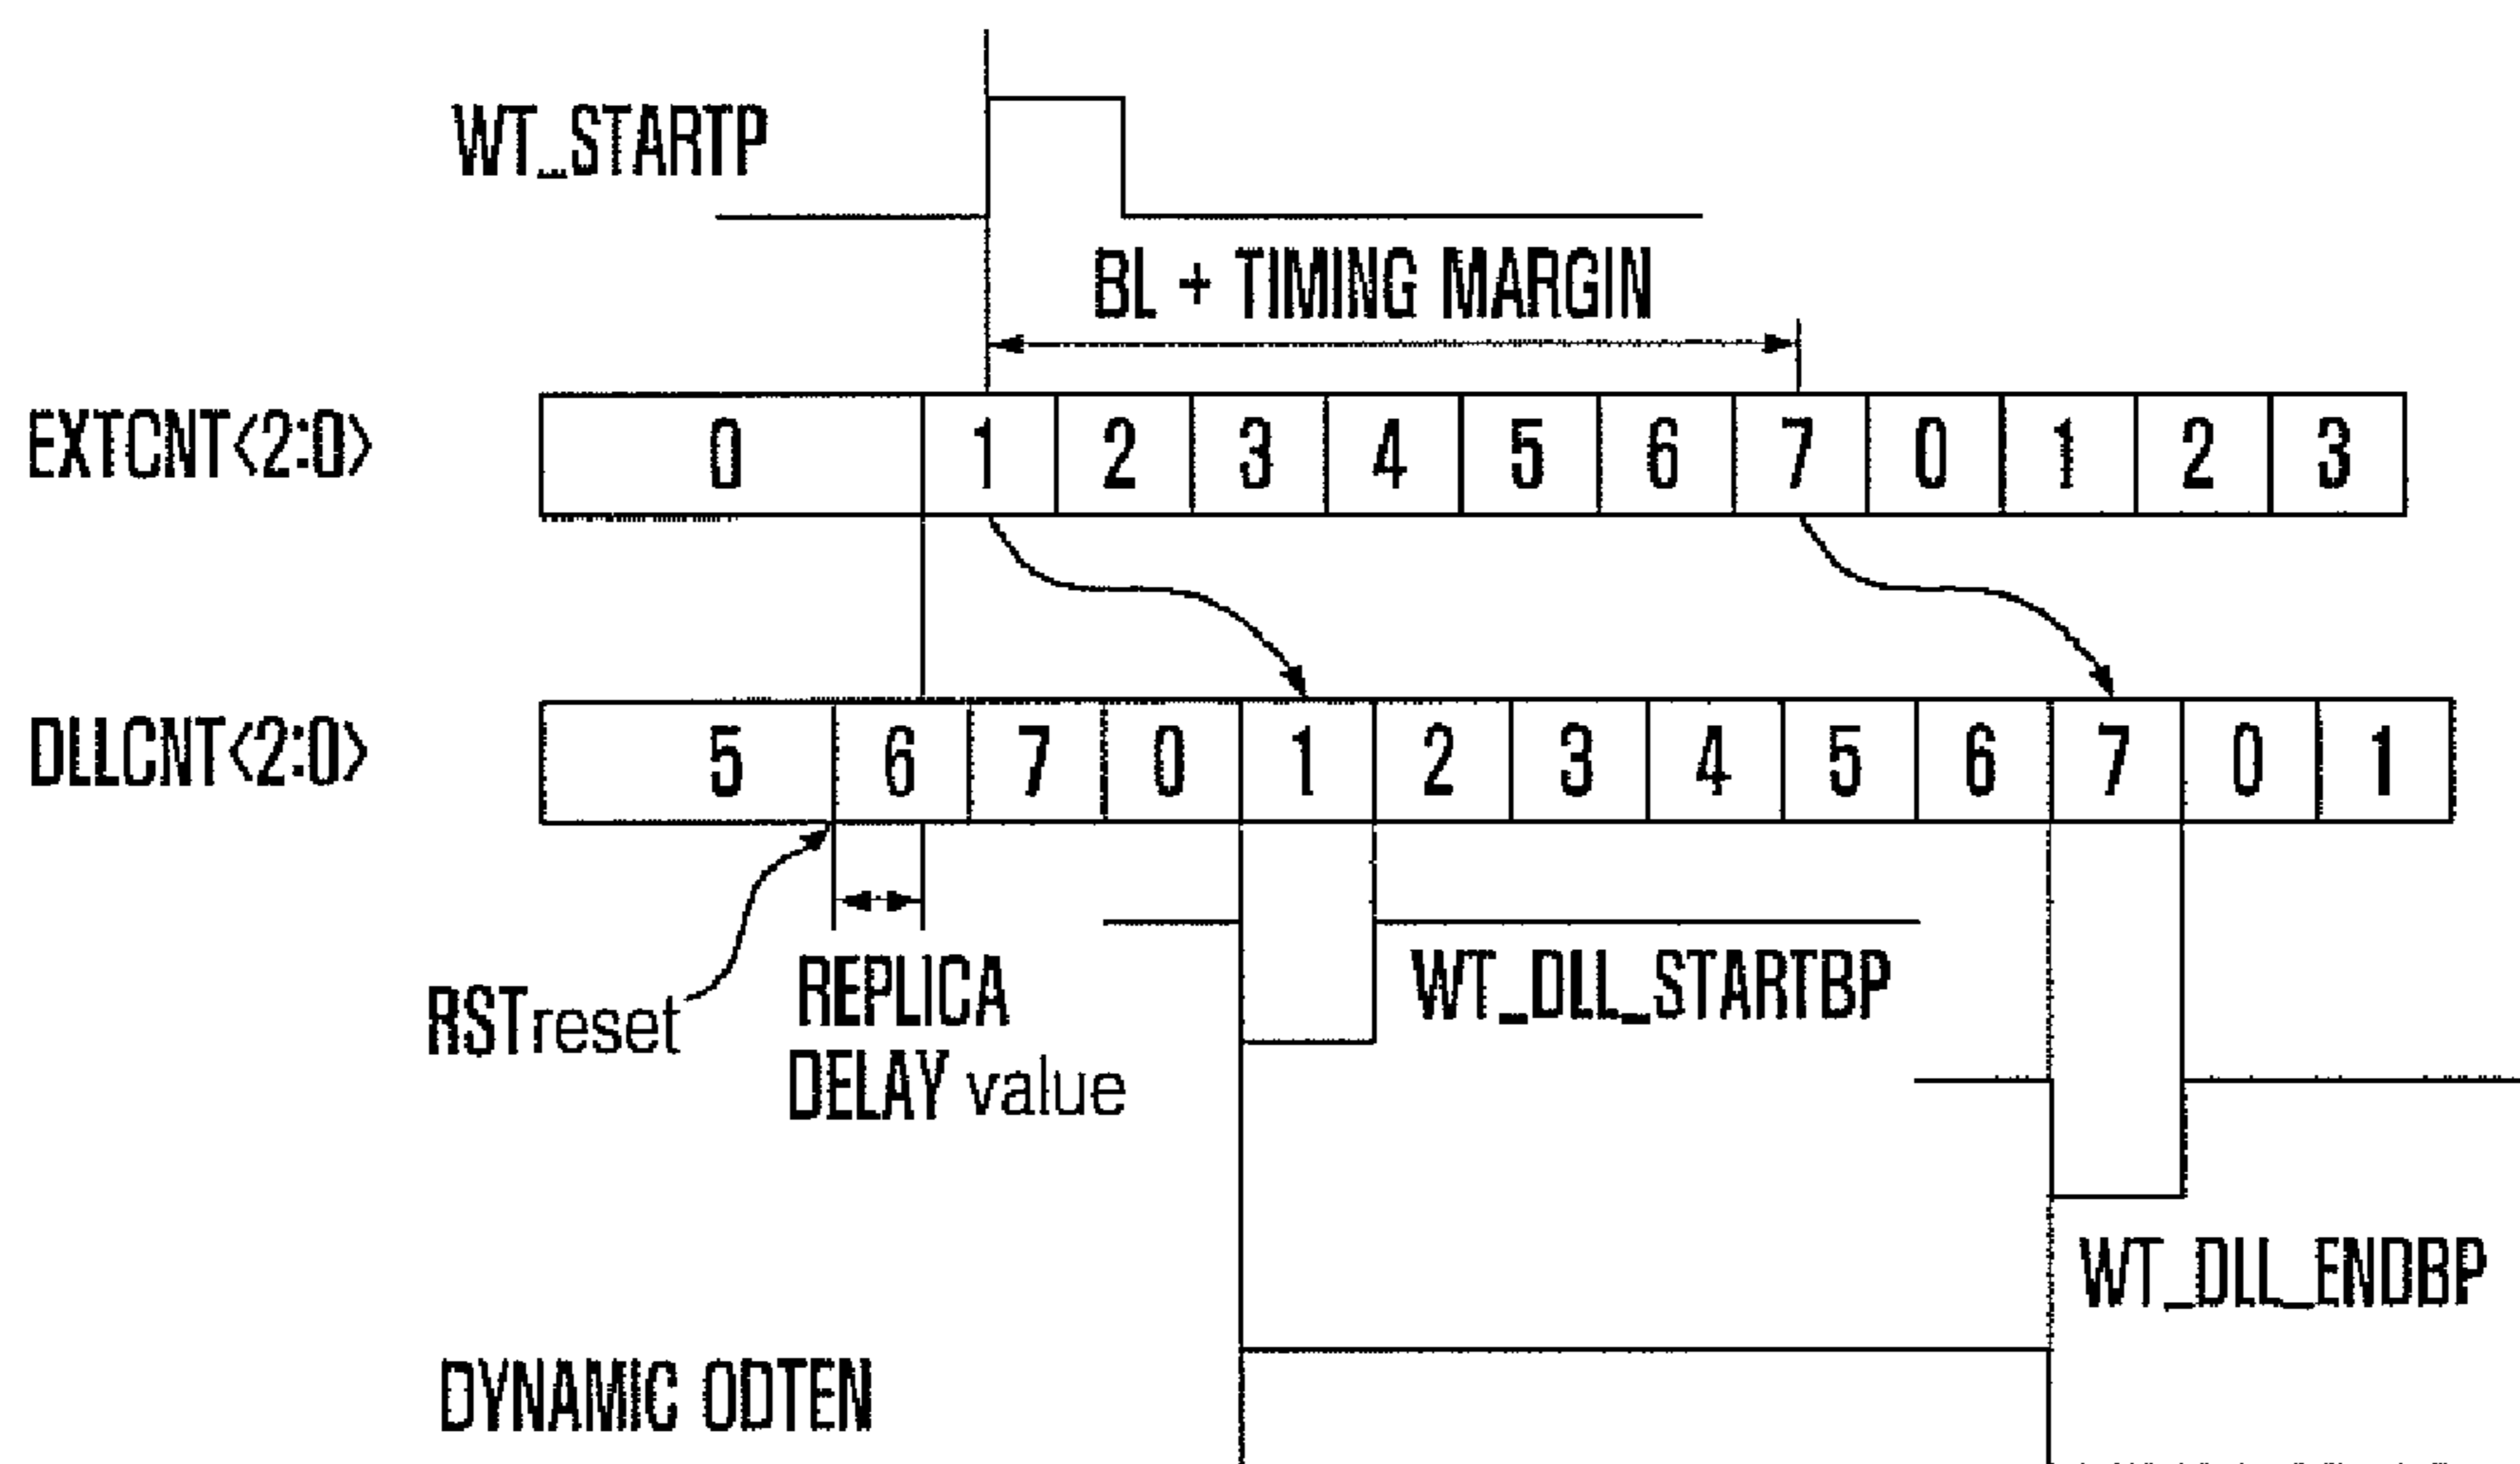 WT_STARTP
BL + TIMING MARGIN
EXTCNT<2:0> 0 1 2 3 4 5 6 7 0 1 2 3
DLLCNT<2:0> 5 6 7 0 1 2 3 4 5 6 7 0 1
RSTreset
REPLICA
DELAY value
WT_DLL_STARTBP
WT_DLL_ENDBP
DYNAMIC ODTEN